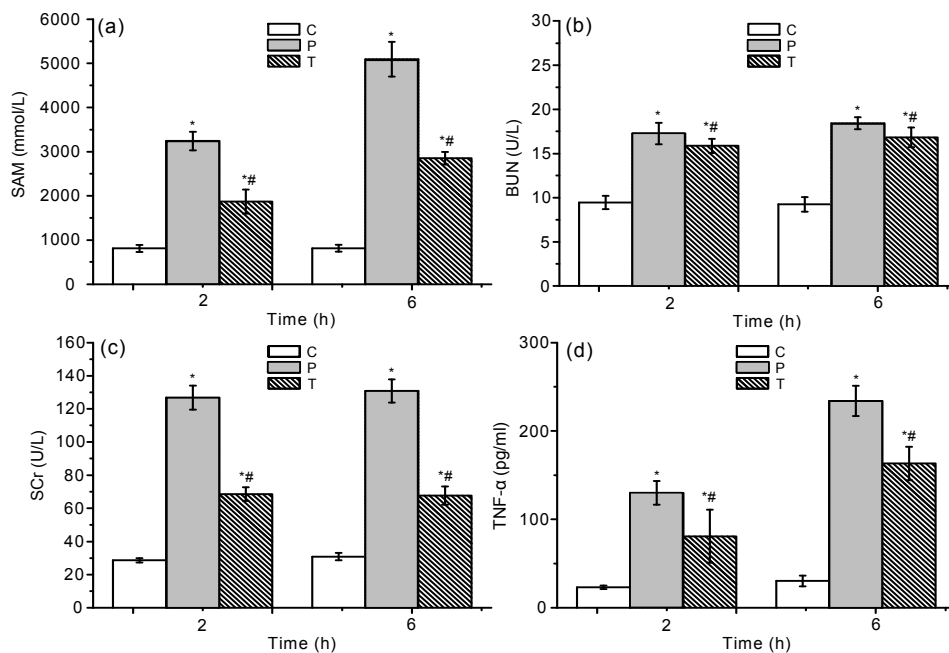 (a)
6000
5000
4000
3000
2000
1000
0
SAM (mmol/L)
C
P
T
*
*#
*
*#
2
6
Time (h)
(b)
30
25
20
15
10
5
0
BUN (U/L)
C
P
T
*
*#
*
*#
2
6
Time (h)
(c)
160
140
120
100
80
60
40
20
0
SCr (U/L)
C
P
T
*
*#
*
*#
2
6
Time (h)
(d)
300
200
100
0
TNF-α (pg/ml)
C
P
T
*
*#
*
*#
2
6
Time (h)